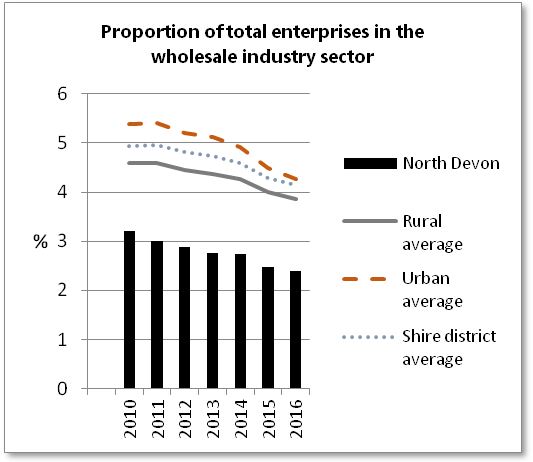 Proportion of total enterprises in the
wholesale industry sector
6
5
4
3
2
1
0
%
2010
2011
2012
2013
2014
2015
2016
North Devon
Rural
average
Urban
average
Shire district
average